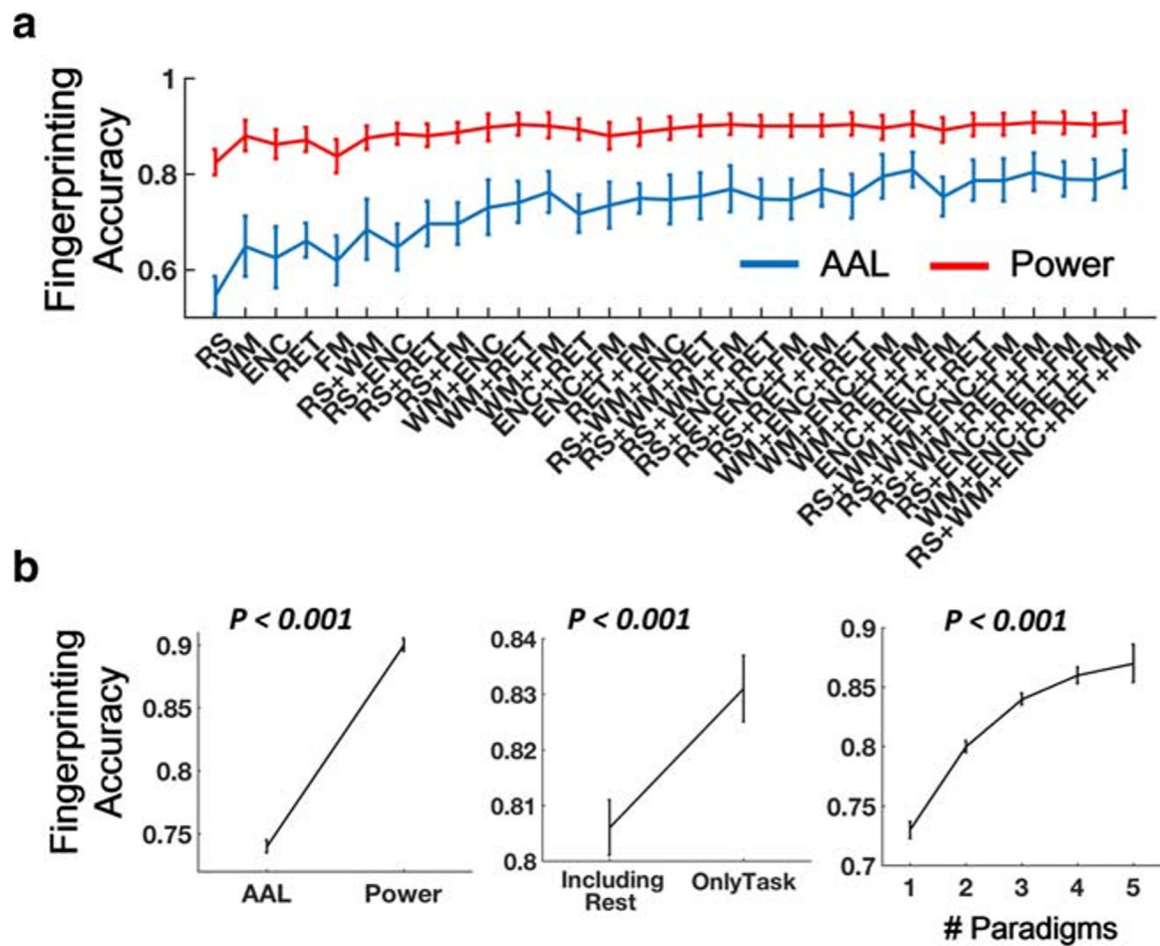 a
Fingerprinting
Accuracy
1
0.8
0.6
AAL
Power
RS
WM
ENC
RET
FM
RS+WM
RS+ENC
RS+RET
RS+FM
WM+ENC
WM+RET
WM+FM
ENC+RET
ENC+FM
RET+FM
RS+WM+ENC
RS+WM+RET
RS+WM+FM
RS+ENC+RET
RS+ENC+FM
RS+RET+FM
WM+ENC+RET
WM+ENC+FM
WM+RET+FM
ENC+RET+FM
RS+WM+ENC+RET
RS+WM+ENC+FM
RS+WM+RET+FM
RS+ENC+RET+FM
WM+ENC+RET+FM
RS+WM+ENC+RET+FM
b
Fingerprinting
Accuracy
P < 0.001
0.9
0.85
0.8
0.75
AAL
Power
P < 0.001
0.84
0.83
0.82
0.81
0.8
Including
Rest
OnlyTask
P < 0.001
0.9
0.85
0.8
0.75
0.7
1 2 3 4 5
# Paradigms